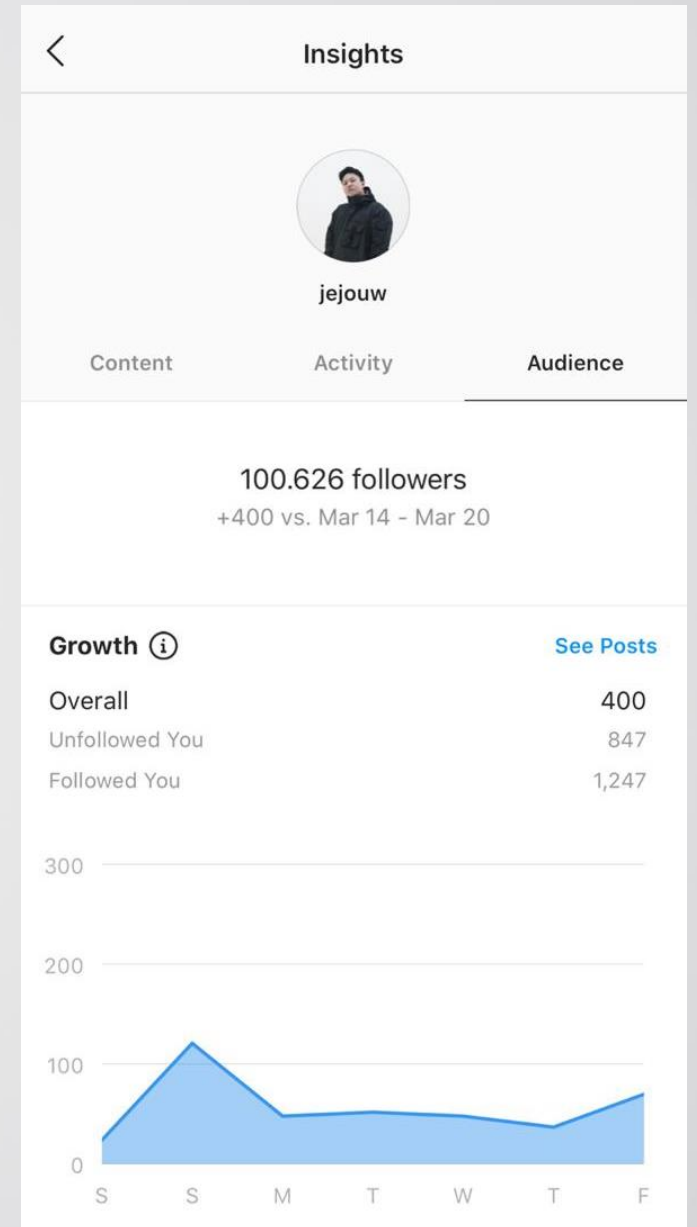 Insights
jejouw
Content Activity Audience
100.626 followers
+400 vs. Mar 14 - Mar 20
Growth See Posts
Overall 400
Unfollowed You 847
Followed You 1,247
300
200
100
0
S S M T W T F